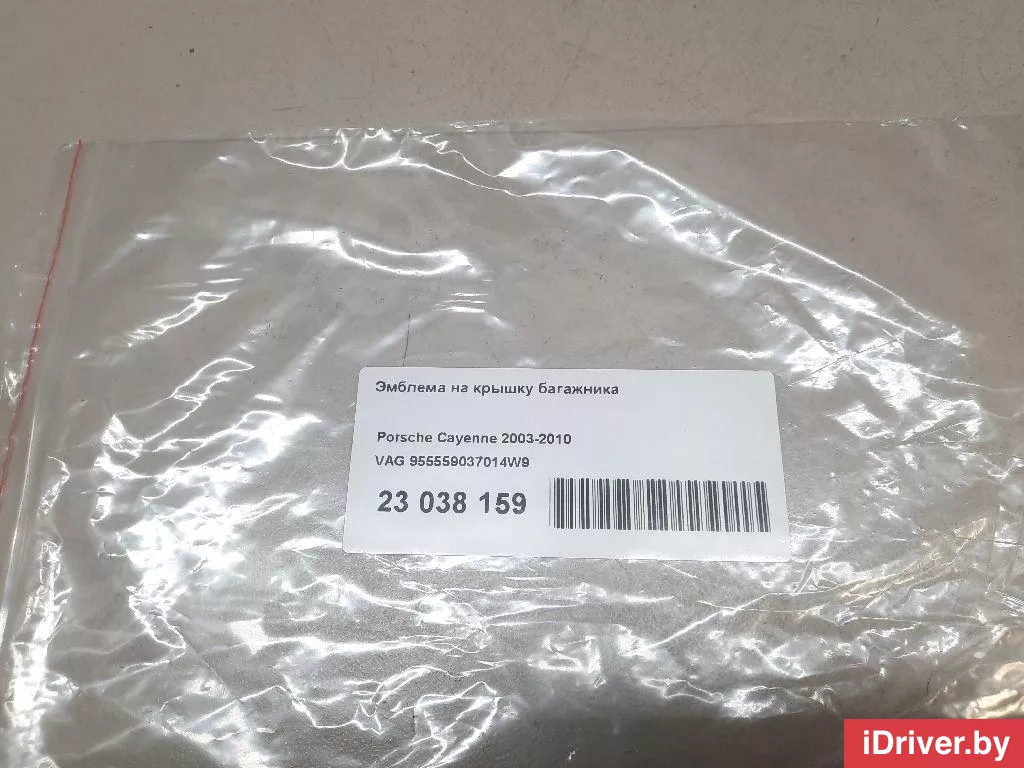 Эмблема на крышку багажника
Porsche Cayenne 2003-2010
VAG 955559037014W9
23 038 159
iDriver.by